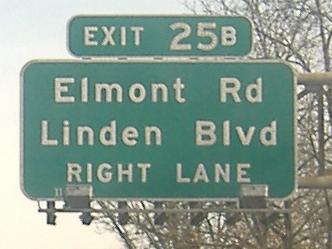 EXIT 25B
Elmont Rd
Linden Blvd
RIGHT LANE